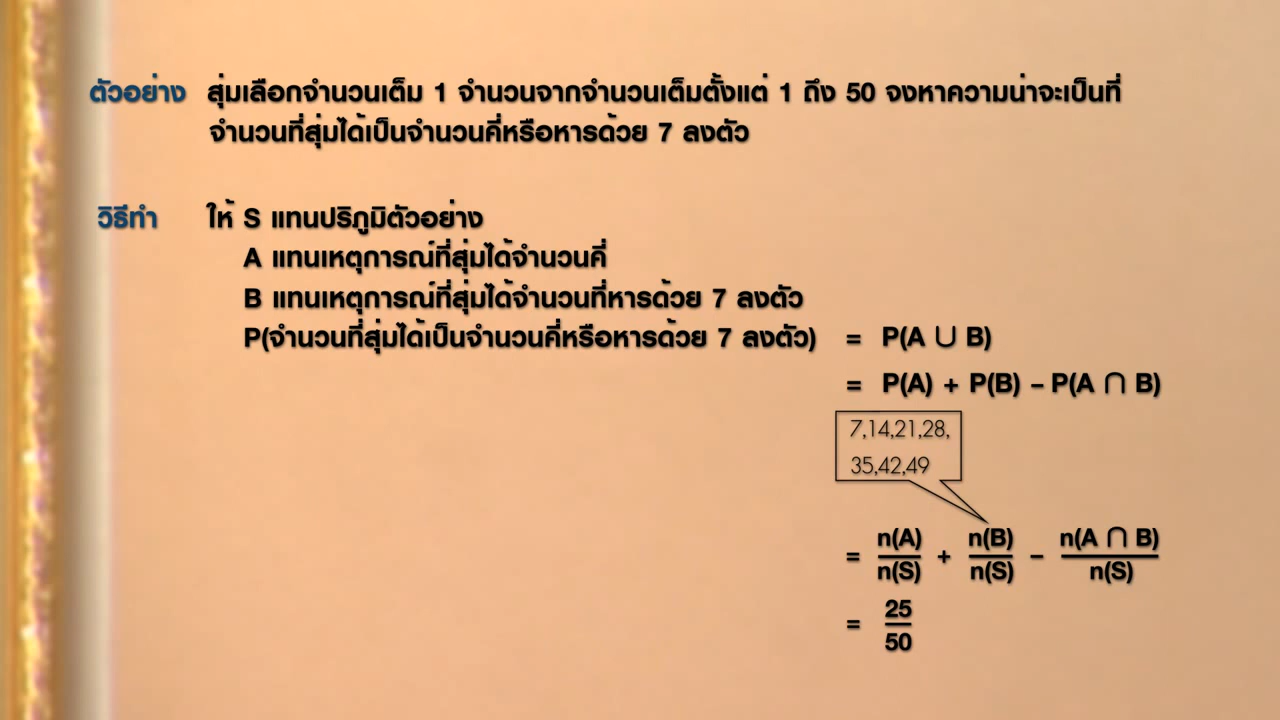 ตัวอย่าง สุ่มเลือกจำนวนเต็ม 1 จำนวนจากจำนวนเต็มตั้งแต่ 1 ถึง 50 จงหาความน่าจะเป็นที่
จำนวนที่สุ่มได้เป็นจำนวนคี่หรือหารด้วย 7 ลงตัว
วิธีทำ ให้ S แทนปริภูมิตัวอย่าง
A แทนเหตุการณ์ที่สุ่มได้จำนวนคี่
B แทนเหตุการณ์ที่สุ่มได้จำนวนที่หารด้วย 7 ลงตัว
P(จำนวนที่สุ่มได้เป็นจำนวนคี่หรือหารด้วย 7 ลงตัว) = P(A ∪ B)
= P(A) + P(B) – P(A ∩ B)
7,14,21,28,
35,42,49
= n(A)/n(S) + n(B)/n(S) – n(A ∩ B)/n(S)
= 25/50